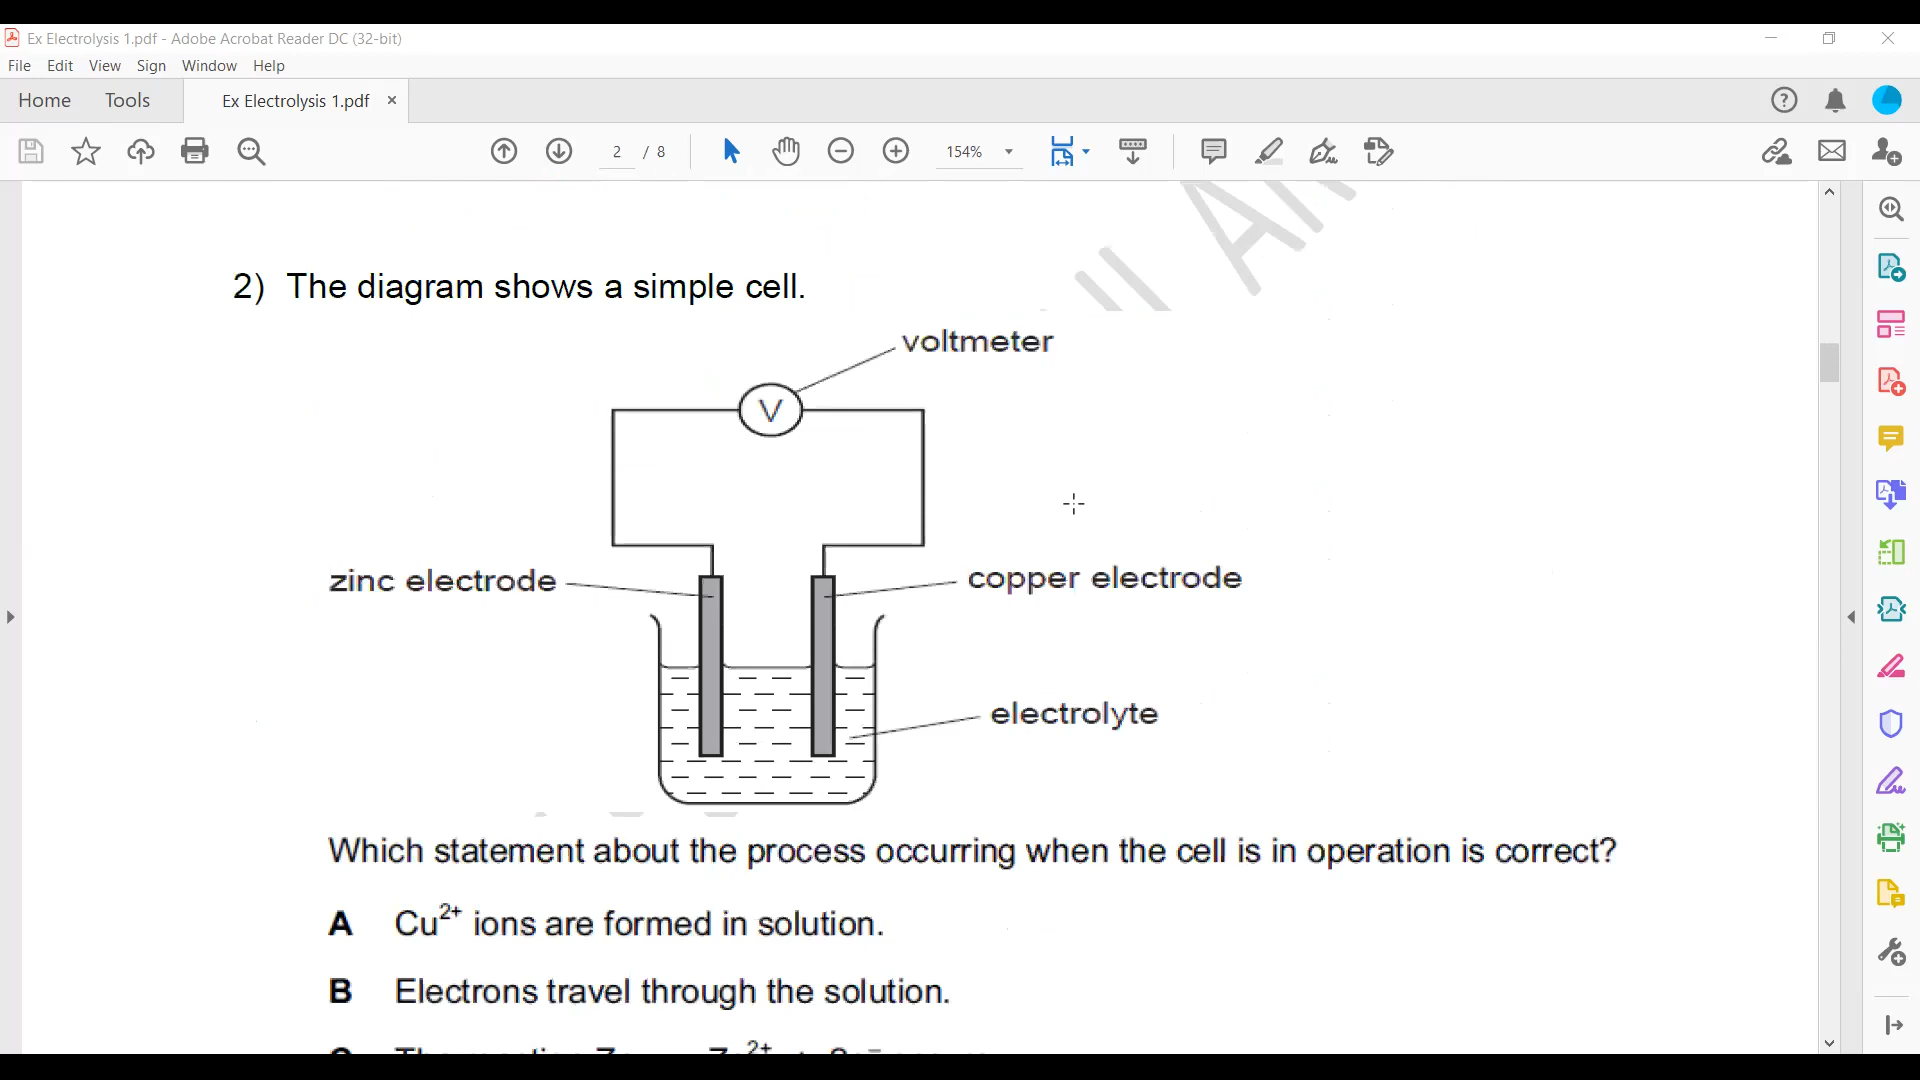 Ex Electrolysis 1.pdf - Adobe Acrobat Reader DC (32-bit)
File Edit View Sign Window Help
Home Tools Ex Electrolysis 1.pdf ×
2 / 8 154%
2) The diagram shows a simple cell.
voltmeter
V
zinc electrode
copper electrode
electrolyte
Which statement about the process occurring when the cell is in operation is correct?
A Cu²⁺ ions are formed in solution.
B Electrons travel through the solution.